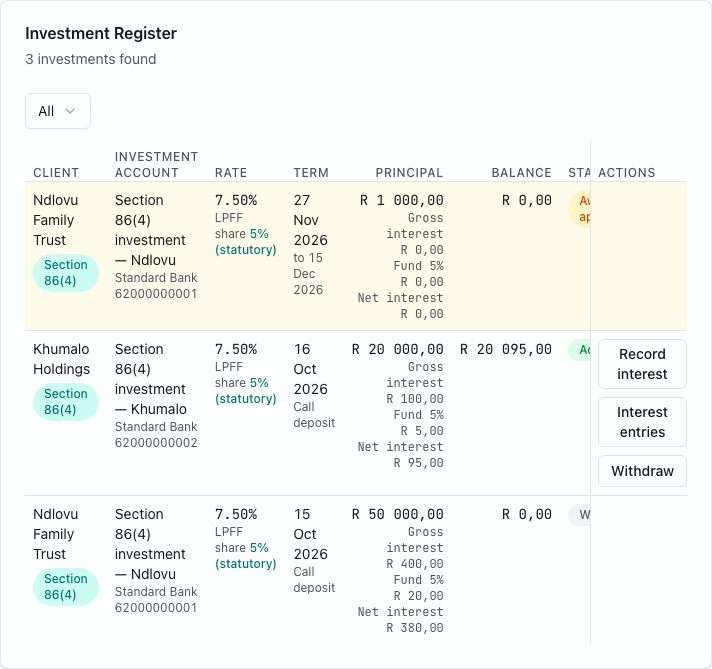 Investment Register
3 investments found
All
CLIENT
INVESTMENT
ACCOUNT
RATE
TERM
PRINCIPAL
BALANCE
STA
ACTIONS
Ndlovu
Family
Trust
Section
86(4)
Section
86(4)
investment
— Ndlovu
Standard Bank
62000000001
7.50%
LPFF
share 5%
(statutory)
27
Nov
2026
to 15
Dec
2026
R 1 000,00
Gross
interest
R 0,00
Fund 5%
R 0,00
Net interest
R 0,00
R 0,00
Khumalo
Holdings
Section
86(4)
Section
86(4)
investment
— Khumalo
Standard Bank
62000000002
7.50%
LPFF
share 5%
(statutory)
16
Oct
2026
Call
deposit
R 20 000,00
Gross
interest
R 100,00
Fund 5%
R 5,00
Net interest
R 95,00
R 20 095,00
Record
interest
Interest
entries
Withdraw
Ndlovu
Family
Trust
Section
86(4)
Section
86(4)
investment
— Ndlovu
Standard Bank
62000000001
7.50%
LPFF
share 5%
(statutory)
15
Oct
2026
Call
deposit
R 50 000,00
Gross
interest
R 400,00
Fund 5%
R 20,00
Net interest
R 380,00
R 0,00